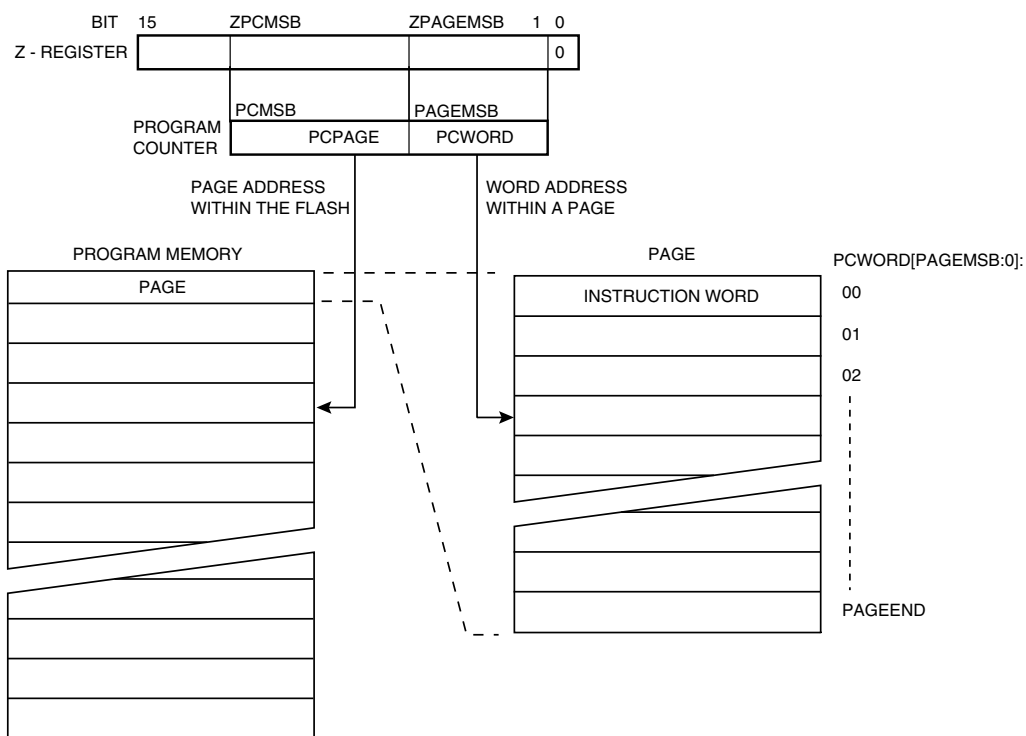 BIT 15 ZPCMSB ZPAGEMSB 1 0
Z - REGISTER 0
PCMSB PAGEMSB
PROGRAM
COUNTER
PCPAGE PCWORD
PAGE ADDRESS
WITHIN THE FLASH
WORD ADDRESS
WITHIN A PAGE
PROGRAM MEMORY
PAGE
PAGE
PCWORD[PAGEMSB:0]:
INSTRUCTION WORD
00
01
02
PAGEEND